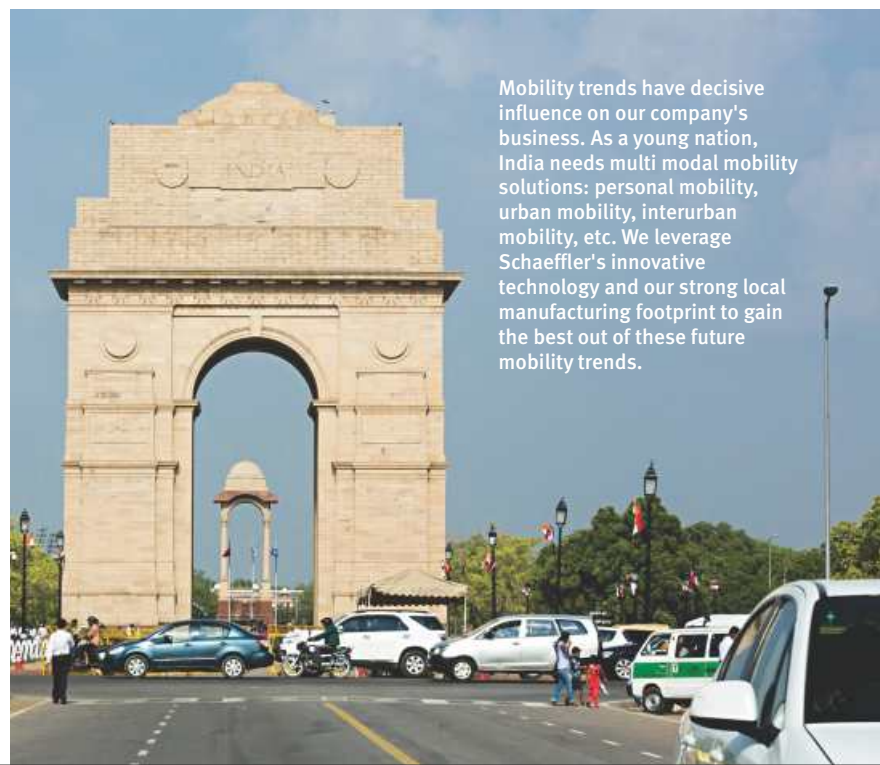 Mobility trends have decisive
influence on our company's
business. As a young nation,
India needs multi modal mobility
solutions: personal mobility,
urban mobility, interurban
mobility, etc. We leverage
Schaeffler's innovative
technology and our strong local
manufacturing footprint to gain
the best out of these future
mobility trends.
INDIA